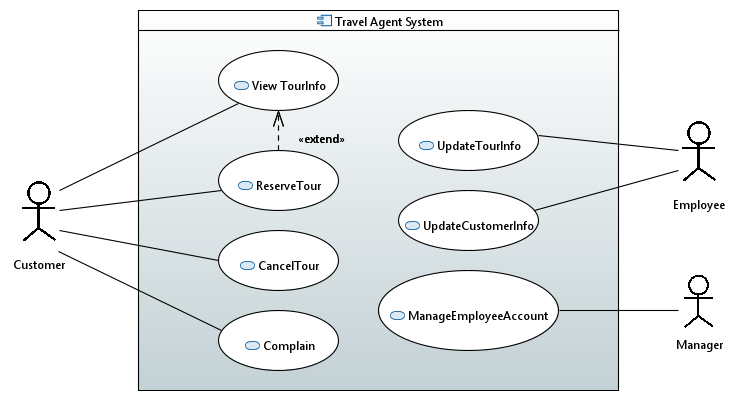 Travel Agent System
View TourInfo
«extend»
ReserveTour
CancelTour
Complain
UpdateTourInfo
UpdateCustomerInfo
ManageEmployeeAccount
Customer
Employee
Manager